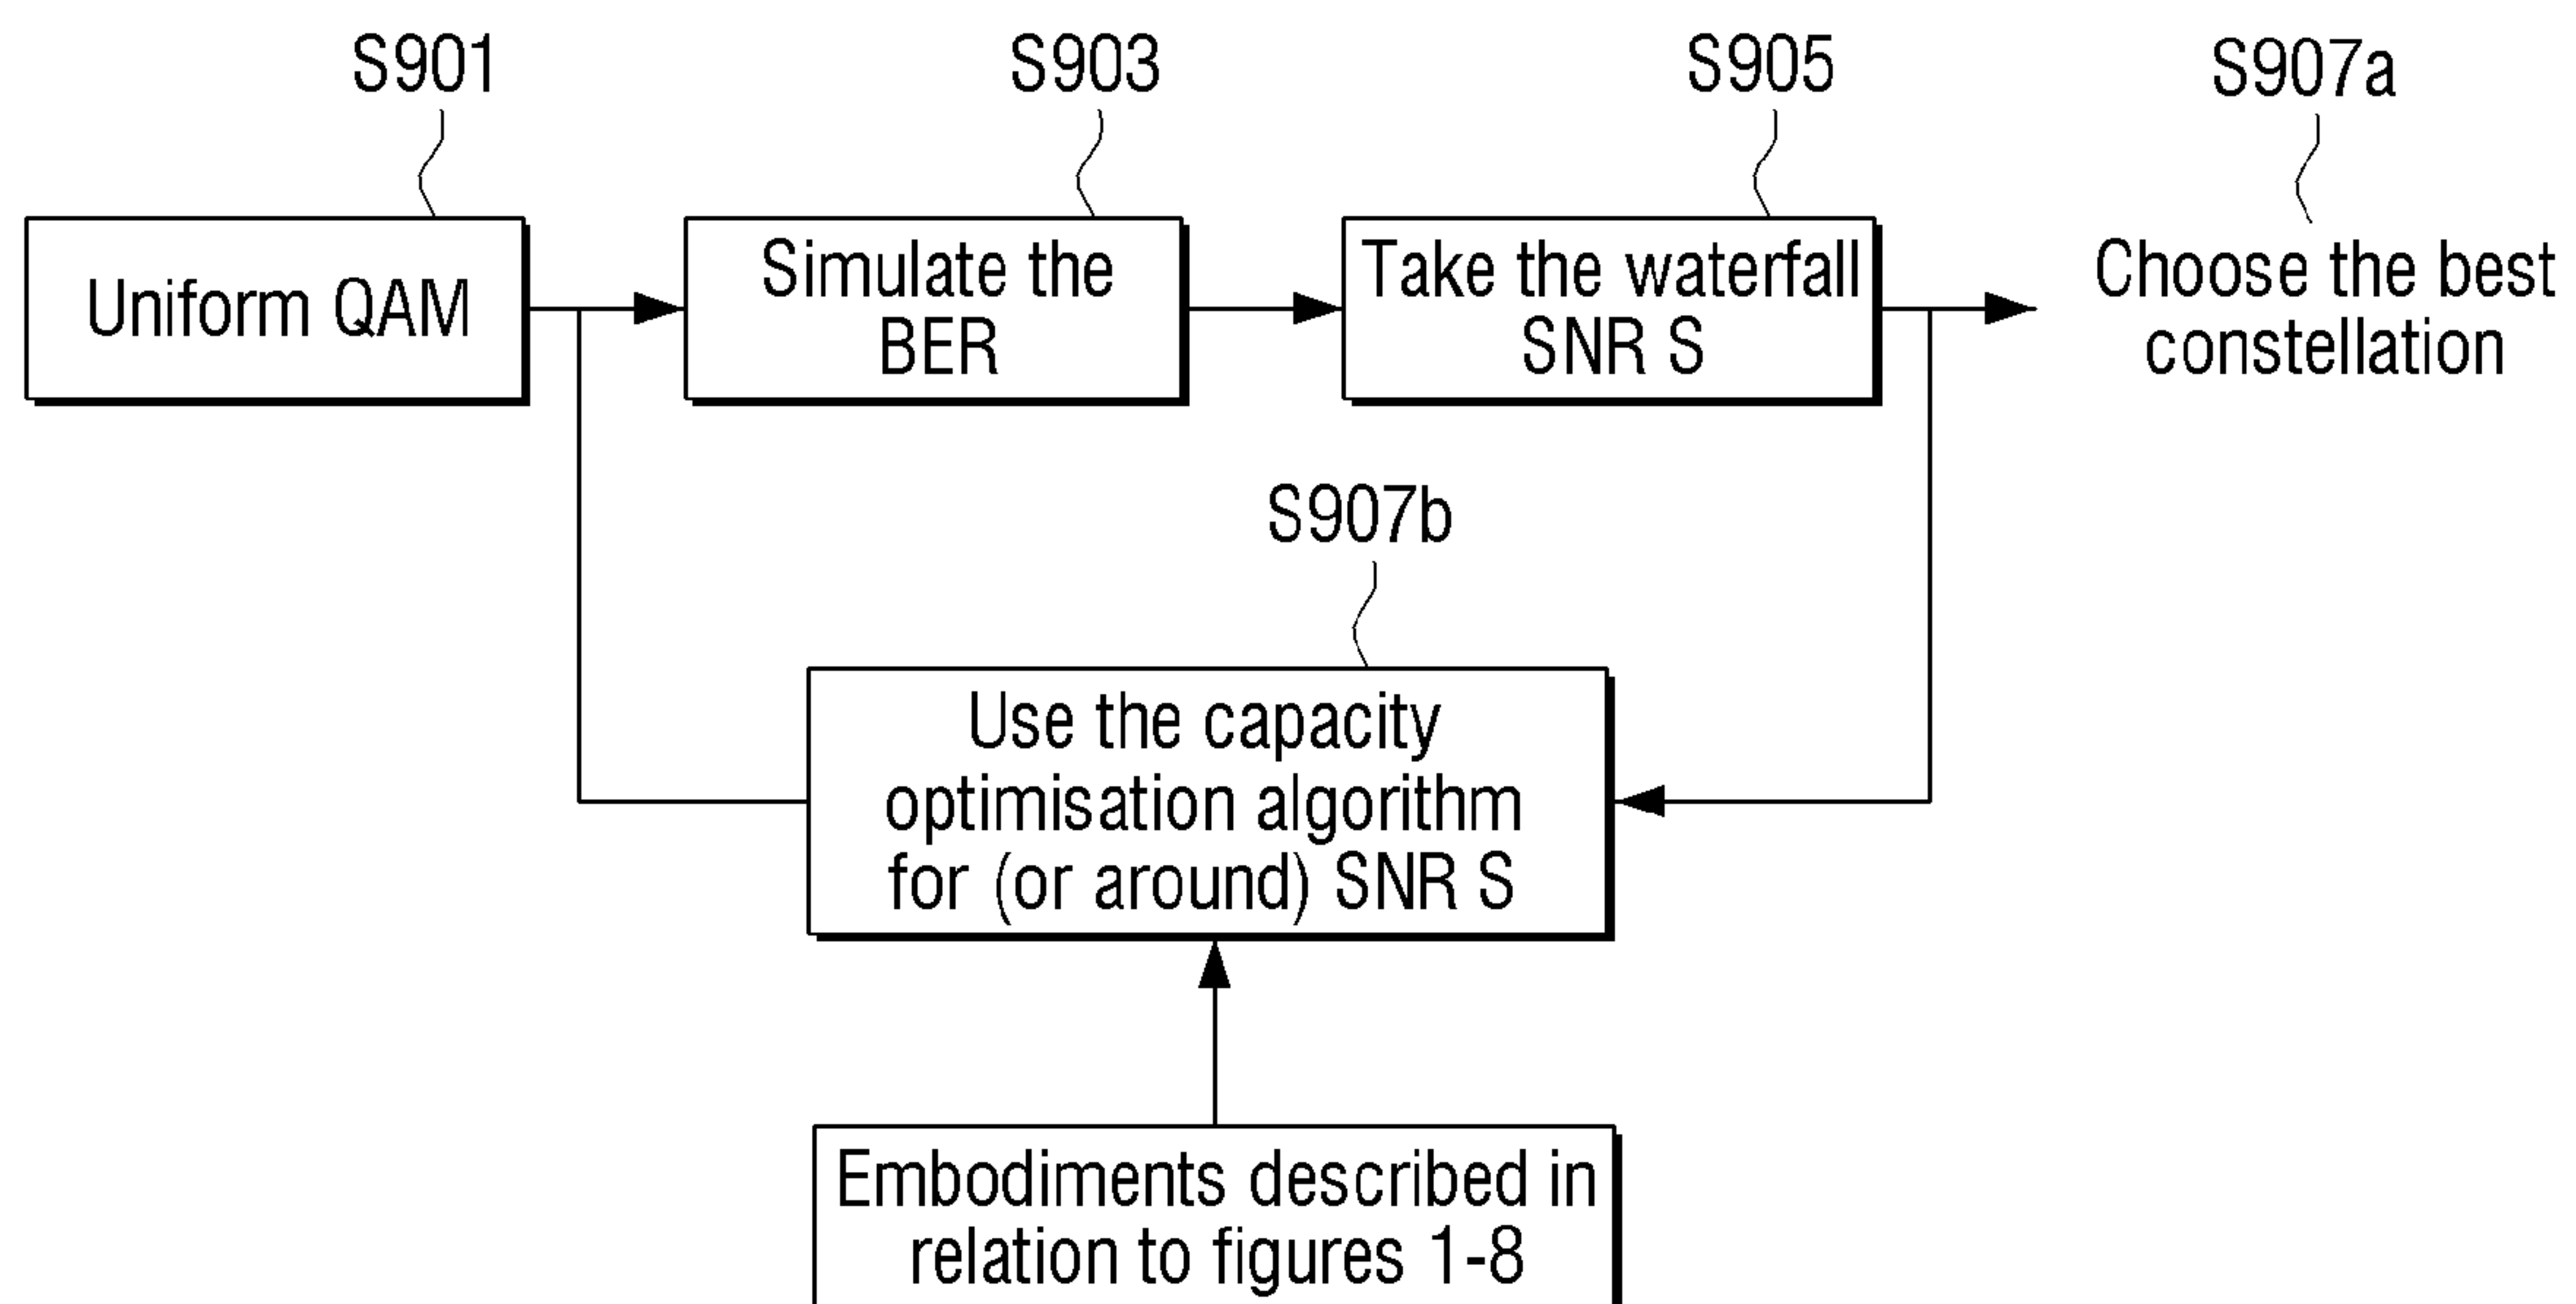 S901
S903
S905
S907a
Uniform QAM
Simulate the
BER
Take the waterfall
SNR S
Choose the best
constellation
S907b
Use the capacity
optimisation algorithm
for (or around) SNR S
Embodiments described in
relation to figures 1-8